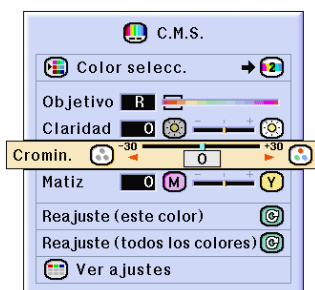 C.M.S.
Color selecc. 2
Objetivo R
Claridad 0 - +
Cromin. -30 0 +30
Matiz 0 M - + Y
Reajuste (este color)
Reajuste (todos los colores)
Ver ajustes